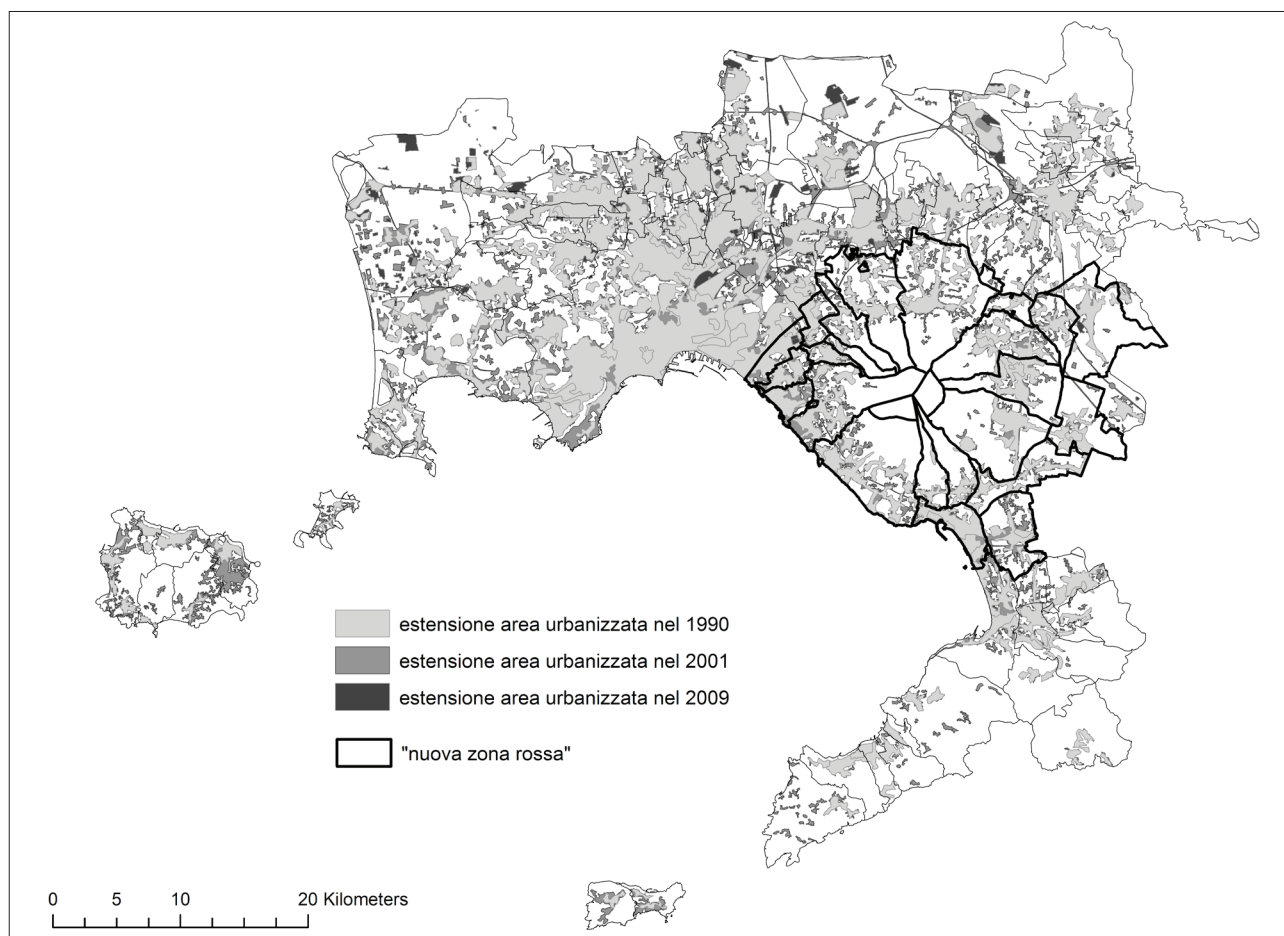 estensione area urbanizzata nel 1990
estensione area urbanizzata nel 2001
estensione area urbanizzata nel 2009
"nuova zona rossa"
0 5 10 20 Kilometers